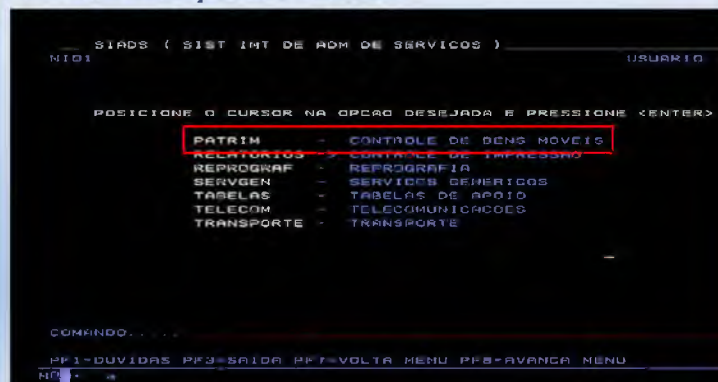 SIADS ( SIST INT DE ADM DE SERVICOS )
NI01 USUARIO
POSICIONE O CURSOR NA OPCAO DESEJADA E PRESSIONE <ENTER>
PATRIM - CONTROLE DE BENS MOVEIS
RELATORIOS -> CONTROLE DE IMPRESSAO
REPROGRAF - REPROGRAFIA
SERVGEN - SERVICOS GENERICOS
TABELAS - TABELAS DE APOIO
TELECOM - TELECOMUNICACOES
TRANSPORTE - TRANSPORTE
COMANDO.....
PF1=DUVIDAS PF3=SAIDA PF7=VOLTA MENU PF8=AVANCA MENU